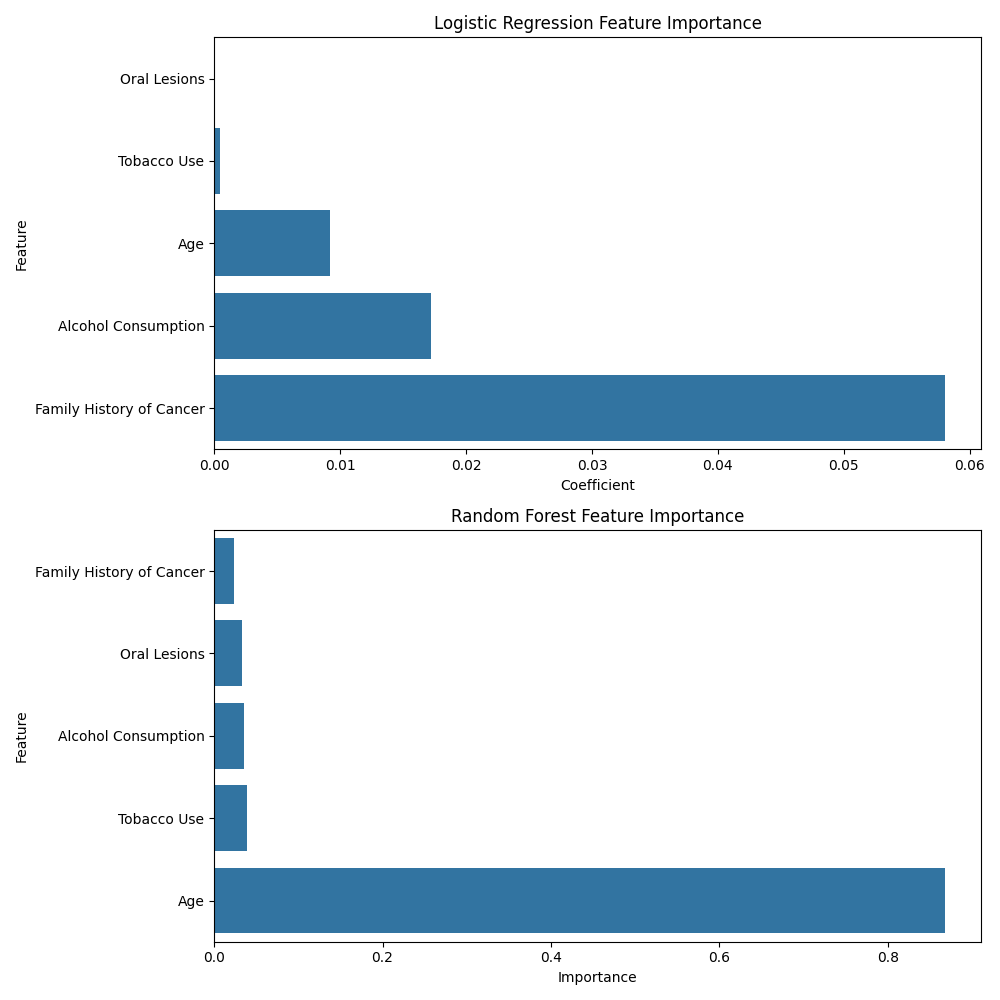 Logistic Regression Feature Importance
Oral Lesions
Tobacco Use
Age
Alcohol Consumption
Family History of Cancer
Feature
0.00 0.01 0.02 0.03 0.04 0.05 0.06
Coefficient
Random Forest Feature Importance
Family History of Cancer
Oral Lesions
Alcohol Consumption
Tobacco Use
Age
Feature
0.0 0.2 0.4 0.6 0.8
Importance